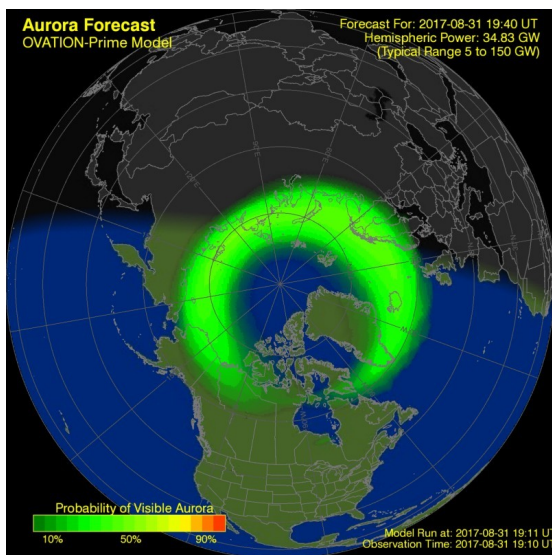 Aurora Forecast
OVATION-Prime Model
Forecast For: 2017-08-31 19:40 UT
Hemispheric Power: 34.83 GW
(Typical Range 5 to 150 GW)
Probability of Visible Aurora
10% 50% 90%
Model Run at: 2017-08-31 19:11 UT
Observation Time: 2017-08-31 19:10 UT